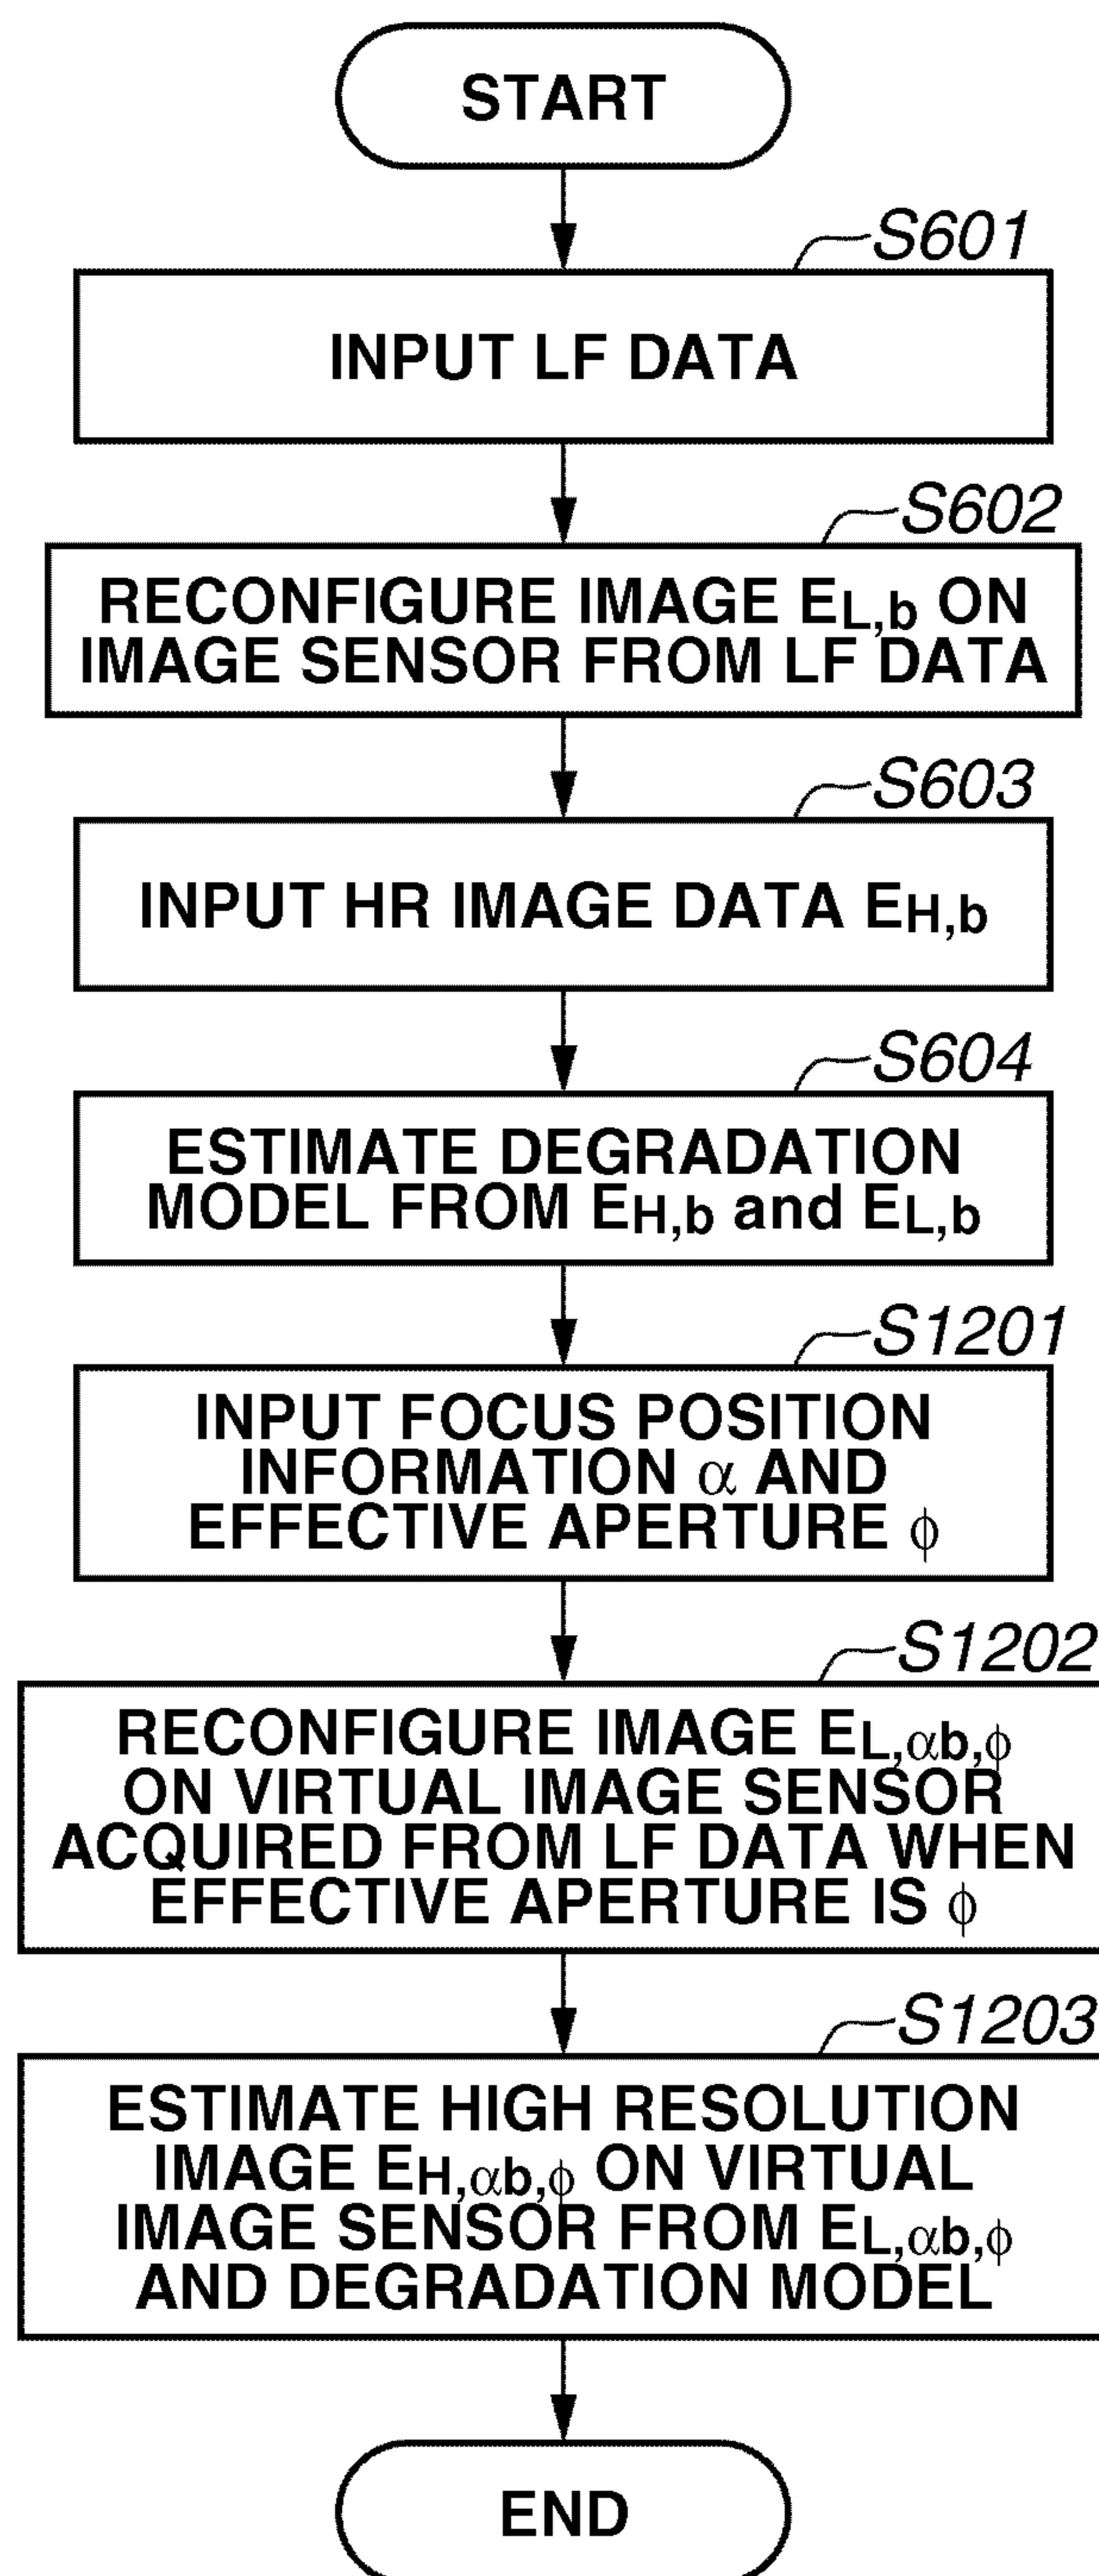 START
S601
INPUT LF DATA
S602
RECONFIGURE IMAGE EL,b ON
IMAGE SENSOR FROM LF DATA
S603
INPUT HR IMAGE DATA EH,b
S604
ESTIMATE DEGRADATION
MODEL FROM EH,b and EL,b
S1201
INPUT FOCUS POSITION
INFORMATION α AND
EFFECTIVE APERTURE ϕ
S1202
RECONFIGURE IMAGE EL,αb,ϕ
ON VIRTUAL IMAGE SENSOR
ACQUIRED FROM LF DATA WHEN
EFFECTIVE APERTURE IS ϕ
S1203
ESTIMATE HIGH RESOLUTION
IMAGE EH,αb,ϕ ON VIRTUAL
IMAGE SENSOR FROM EL,αb,ϕ
AND DEGRADATION MODEL
END